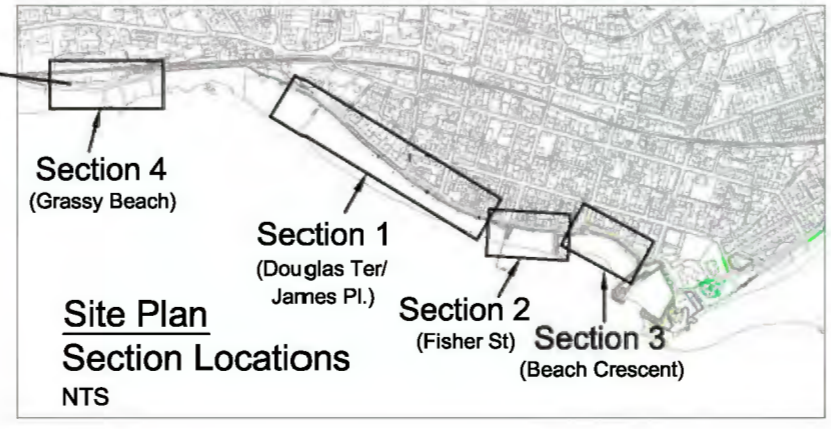 Section 4
(Grassy Beach)
Section 1
(Douglas Ter/
James Pl.)
Section 2
(Fisher St)
Section 3
(Beach Crescent)
Site Plan
Section Locations
NTS